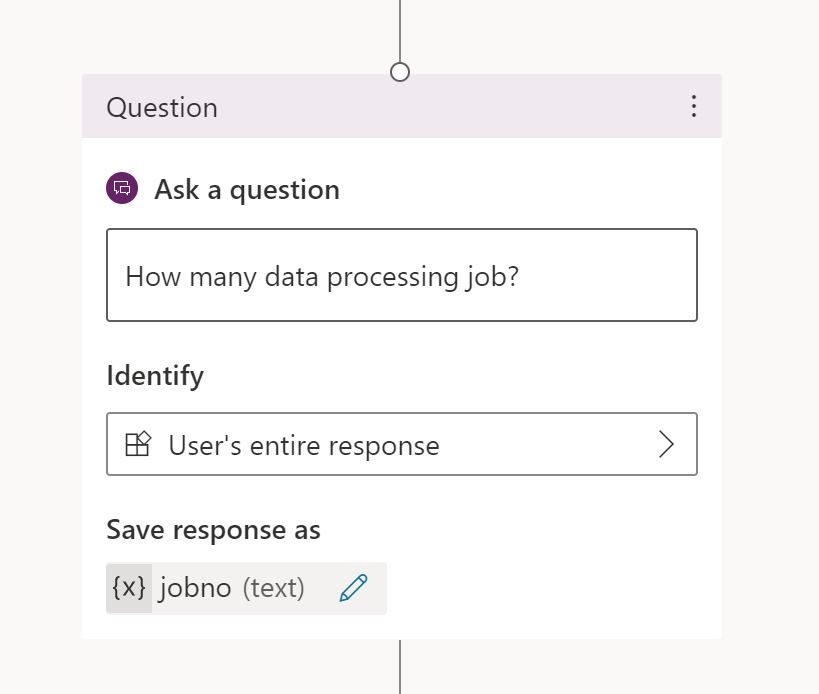 Question
Ask a question
How many data processing job?
Identify
User's entire response
Save response as
{x} jobno (text)